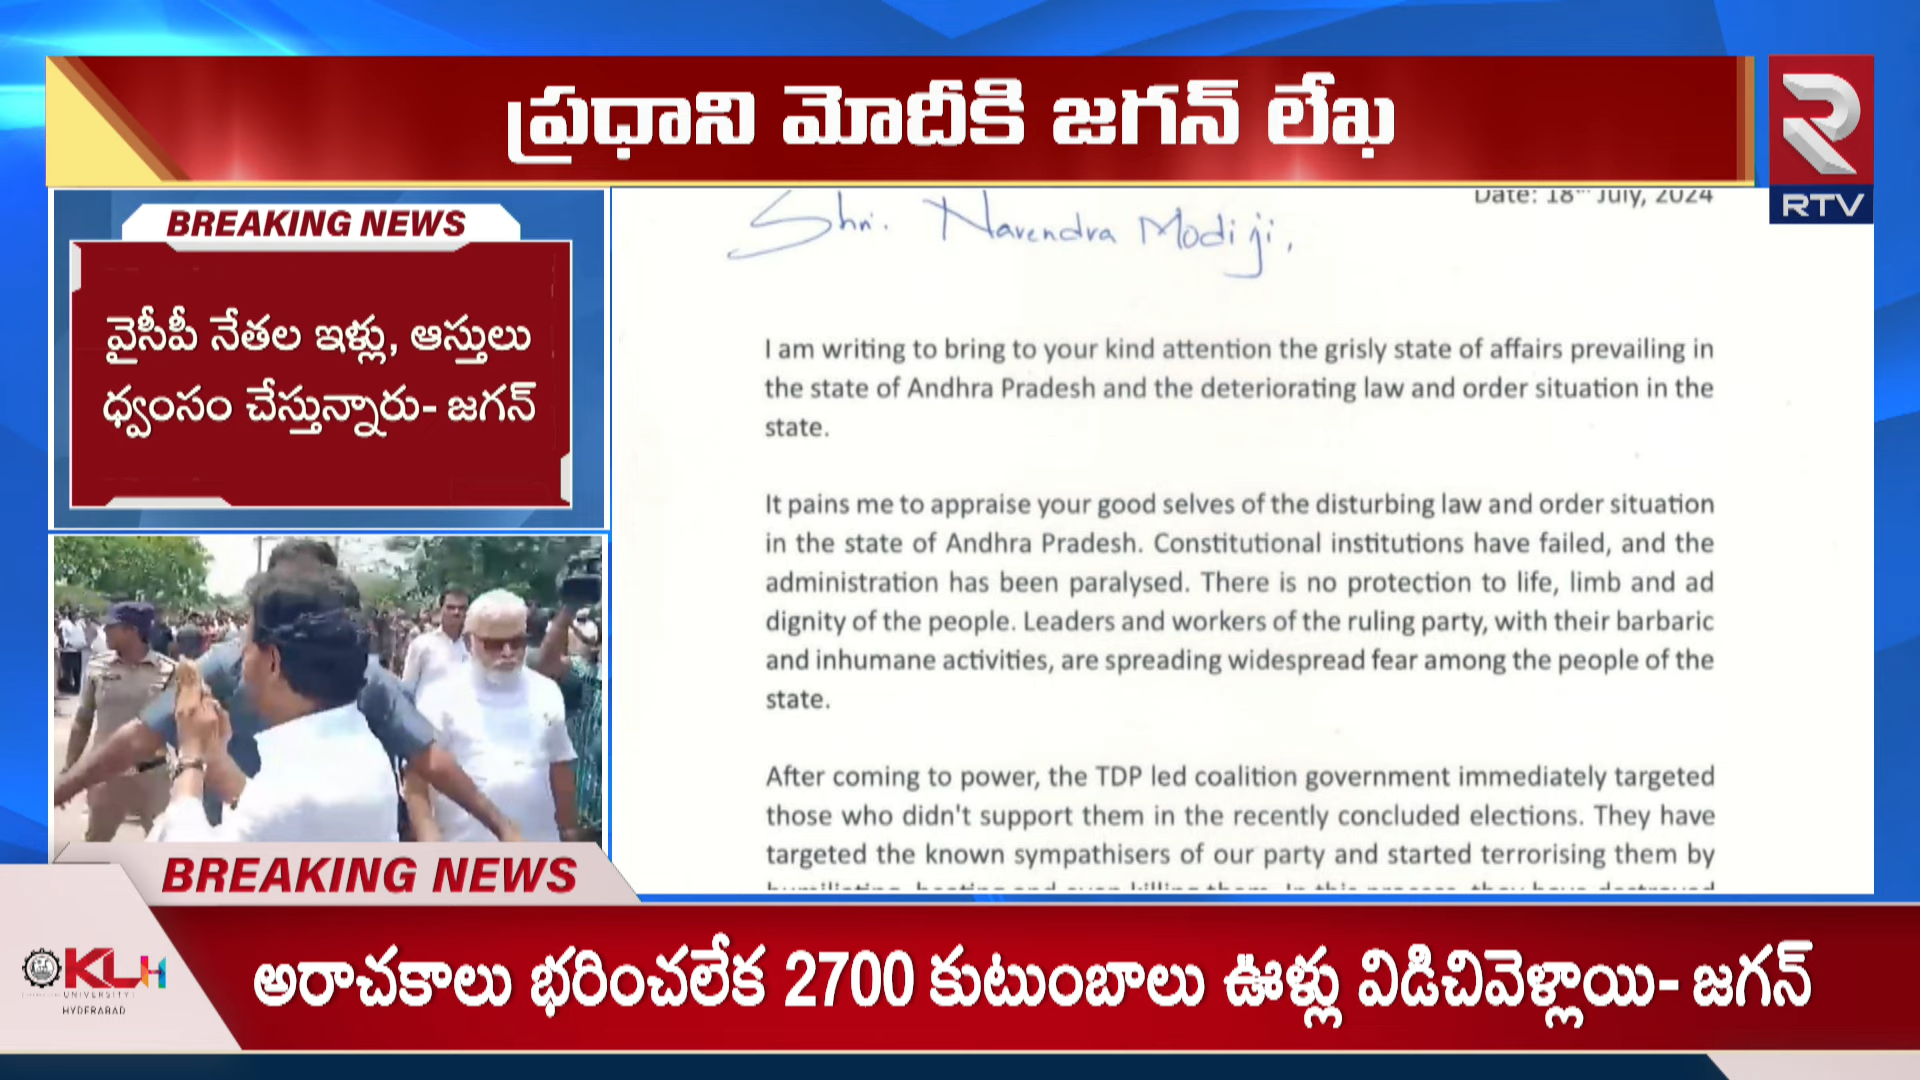 ప్రధాని మోదీకి జగన్ లేఖ
RTV
BREAKING NEWS
వైసీపీ నేతల ఇళ్లు, ఆస్తులు
ధ్వంసం చేస్తున్నారు- జగన్
Date: 18th July, 2024
Shri. Narendra Modi ji,
I am writing to bring to your kind attention the grisly state of affairs prevailing in
the state of Andhra Pradesh and the deteriorating law and order situation in the
state.
It pains me to appraise your good selves of the disturbing law and order situation
in the state of Andhra Pradesh. Constitutional institutions have failed, and the
administration has been paralysed. There is no protection to life, limb and ad
dignity of the people. Leaders and workers of the ruling party, with their barbaric
and inhumane activities, are spreading widespread fear among the people of the
state.
After coming to power, the TDP led coalition government immediately targeted
those who didn't support them in the recently concluded elections. They have
targeted the known sympathisers of our party and started terrorising them by
BREAKING NEWS
KLH
UNIVERSITY
HYDERABAD
అరాచకాలు భరించలేక 2700 కుటుంబాలు ఊళ్లు విడిచివెళ్లాయి- జగన్